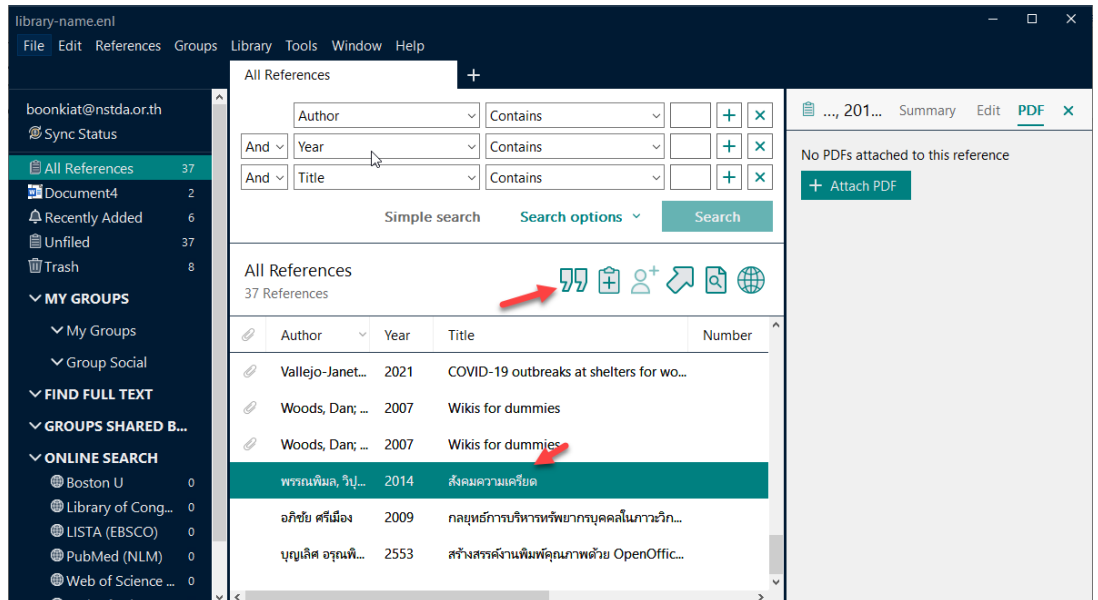 library-name.enl
File Edit References Groups Library Tools Window Help
All References
boonkiat@nstda.or.th
Sync Status
All References 37
Document4 2
Recently Added 6
Unfiled 37
Trash 8
MY GROUPS
My Groups
Group Social
FIND FULL TEXT
GROUPS SHARED B...
ONLINE SEARCH
Boston U 0
Library of Cong... 0
LISTA (EBSCO) 0
PubMed (NLM) 0
Web of Science ... 0
Author Contains
And Year Contains
And Title Contains
Simple search Search options Search
All References
37 References
Author Year Title Number
Vallejo-Janet... 2021 COVID-19 outbreaks at shelters for wo...
Woods, Dan; ... 2007 Wikis for dummies
Woods, Dan; ... 2007 Wikis for dummies
พรรณพิมล, วิปุ... 2014 สังคมความเครียด
อภิชัย ศรีเมือง 2009 กลยุทธ์การบริหารทรัพยากรบุคคลในภาวะวิก...
บุญเลิศ อรุณพิ... 2553 สร้างสรรค์งานพิมพ์คุณภาพด้วย OpenOffic...
..., 201... Summary Edit PDF
No PDFs attached to this reference
+ Attach PDF